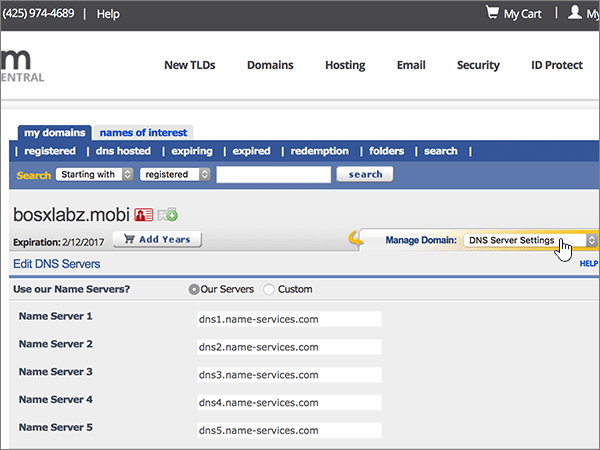 (425) 974-4689 | Help My Cart | My
m
CENTRAL
New TLDs Domains Hosting Email Security ID Protect
my domains names of interest
| registered | dns hosted | expiring | expired | redemption | folders | search |
Search Starting with registered search
bosxlabz.mobi
Expiration: 2/12/2017 Add Years Manage Domain: DNS Server Settings
Edit DNS Servers HELP
Use our Name Servers? Our Servers Custom
Name Server 1 dns1.name-services.com
Name Server 2 dns2.name-services.com
Name Server 3 dns3.name-services.com
Name Server 4 dns4.name-services.com
Name Server 5 dns5.name-services.com